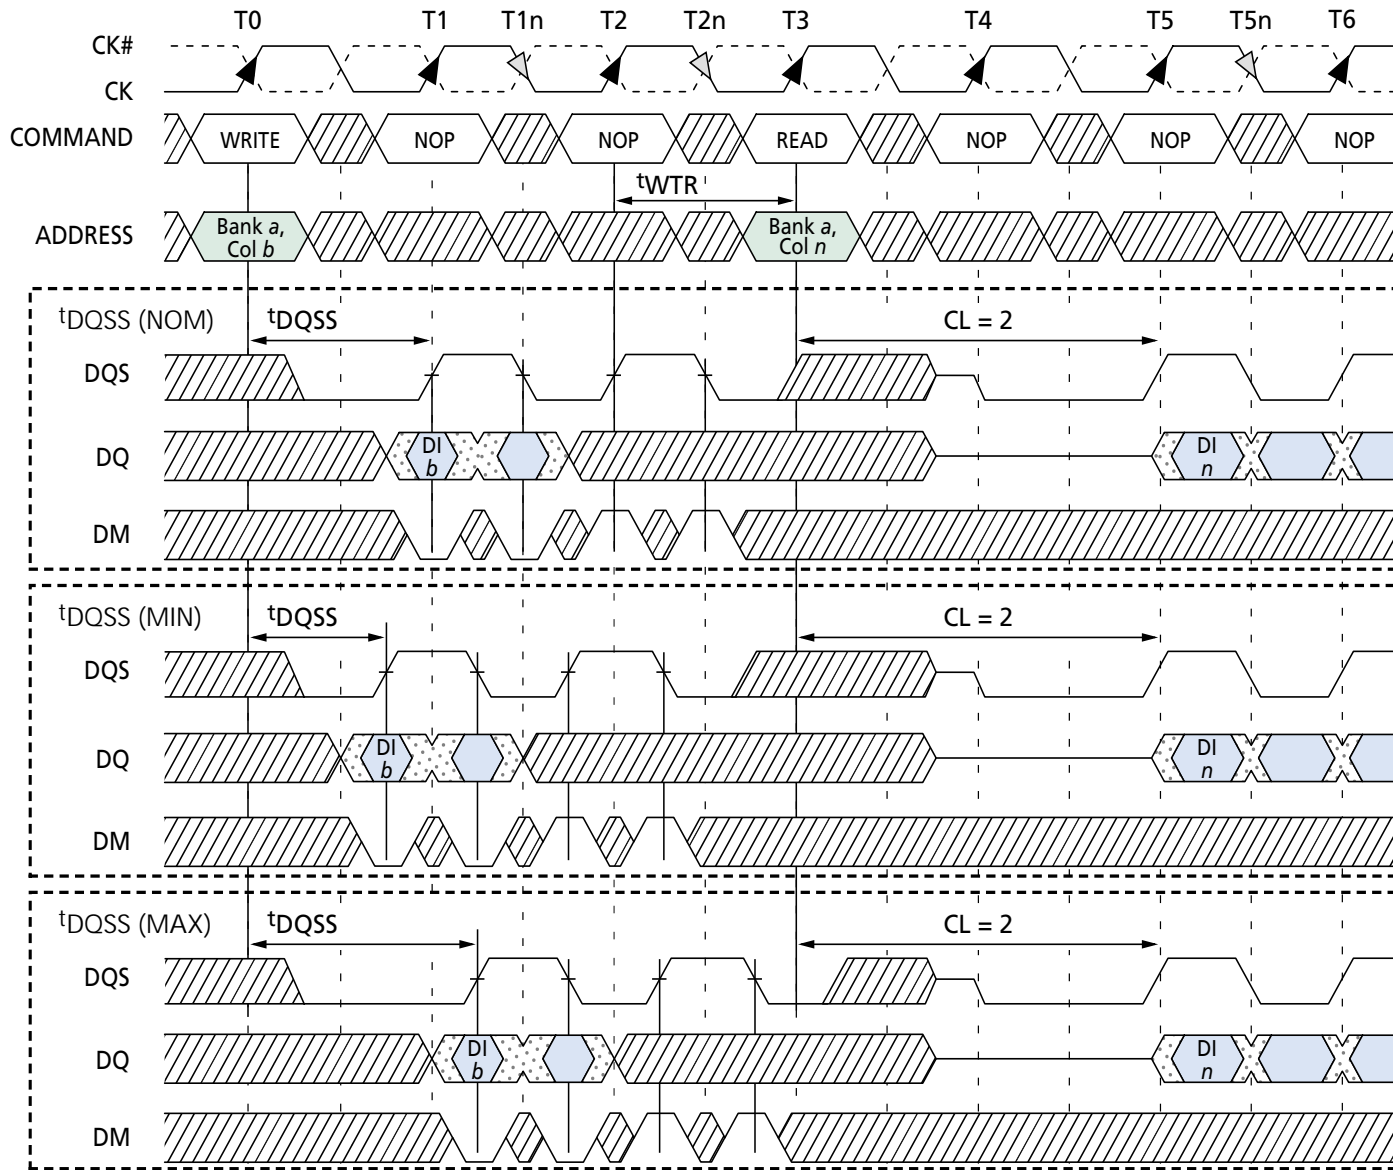 T0 T1 T1n T2 T2n T3 T4 T5 T5n T6
CK#
CK
COMMAND WRITE NOP NOP READ NOP NOP NOP
tWTR
ADDRESS Bank a, Col b Bank a, Col n
tDQSS (NOM) tDQSS CL = 2
DQS
DQ DI b DI n
DM
tDQSS (MIN) tDQSS CL = 2
DQS
DQ DI b DI n
DM
tDQSS (MAX) tDQSS CL = 2
DQS
DQ DI b DI n
DM